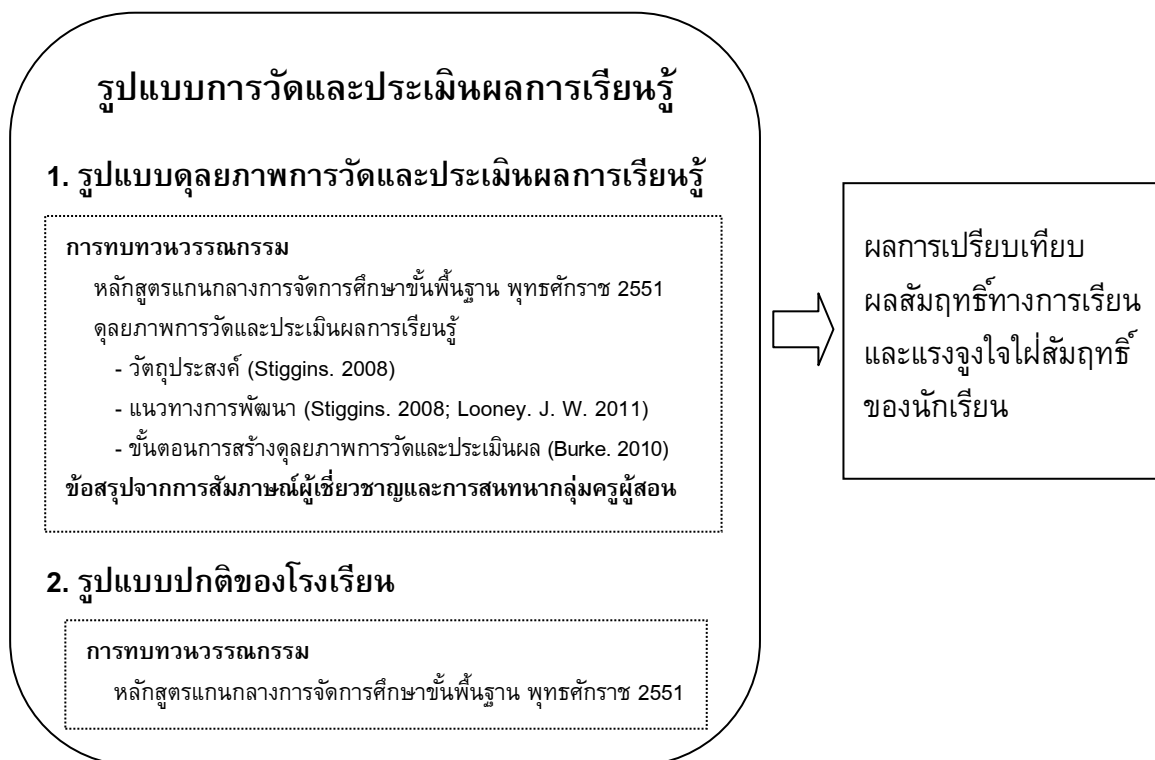 รูปแบบการวัดและประเมินผลการเรียนรู้
1. รูปแบบดุลยภาพการวัดและประเมินผลการเรียนรู้
การทบทวนวรรณกรรม
หลักสูตรแกนกลางการจัดการศึกษาขั้นพื้นฐาน พุทธศักราช 2551
ดุลยภาพการวัดและประเมินผลการเรียนรู้
- วัตถุประสงค์ (Stiggins. 2008)
- แนวทางการพัฒนา (Stiggins. 2008; Looney. J. W. 2011)
- ขั้นตอนการสร้างดุลยภาพการวัดและประเมินผล (Burke. 2010)
ข้อสรุปจากการสัมภาษณ์ผู้เชี่ยวชาญและการสนทนากลุ่มครูผู้สอน
2. รูปแบบปกติของโรงเรียน
การทบทวนวรรณกรรม
หลักสูตรแกนกลางการจัดการศึกษาขั้นพื้นฐาน พุทธศักราช 2551
ผลการเปรียบเทียบ
ผลสัมฤทธิ์ทางการเรียน
และแรงจูงใจใฝ่สัมฤทธิ์
ของนักเรียน